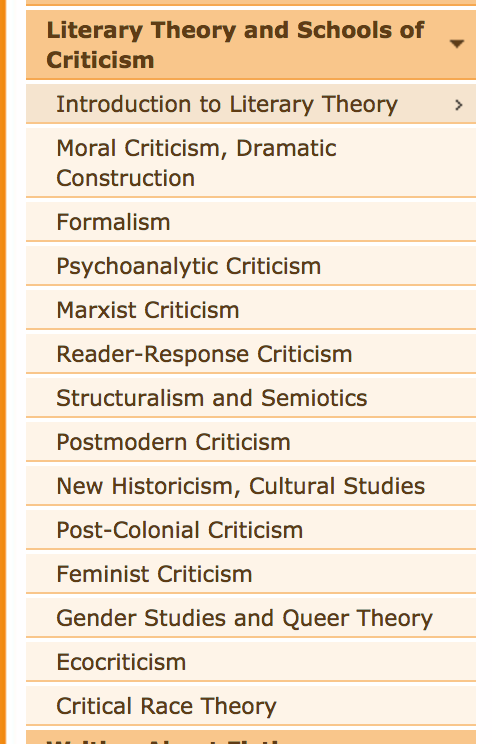 Literary Theory and Schools of
Criticism
Introduction to Literary Theory
Moral Criticism, Dramatic
Construction
Formalism
Psychoanalytic Criticism
Marxist Criticism
Reader-Response Criticism
Structuralism and Semiotics
Postmodern Criticism
New Historicism, Cultural Studies
Post-Colonial Criticism
Feminist Criticism
Gender Studies and Queer Theory
Ecocriticism
Critical Race Theory